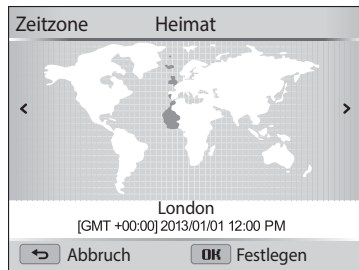 Zeitzone Heimat
London
[GMT +00:00] 2013/01/01 12:00 PM
Abbruch OK Festlegen